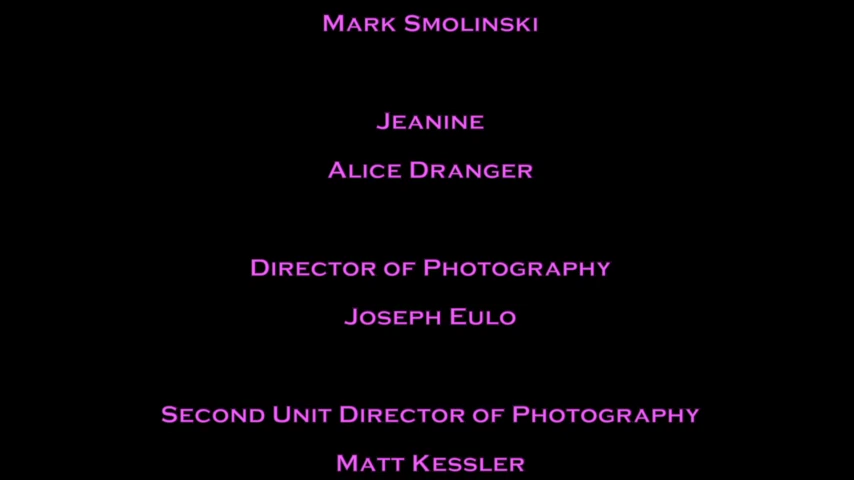 Mark Smolinski
Jeanine
Alice Dranger
Director of Photography
Joseph Eulo
Second Unit Director of Photography
Matt Kessler